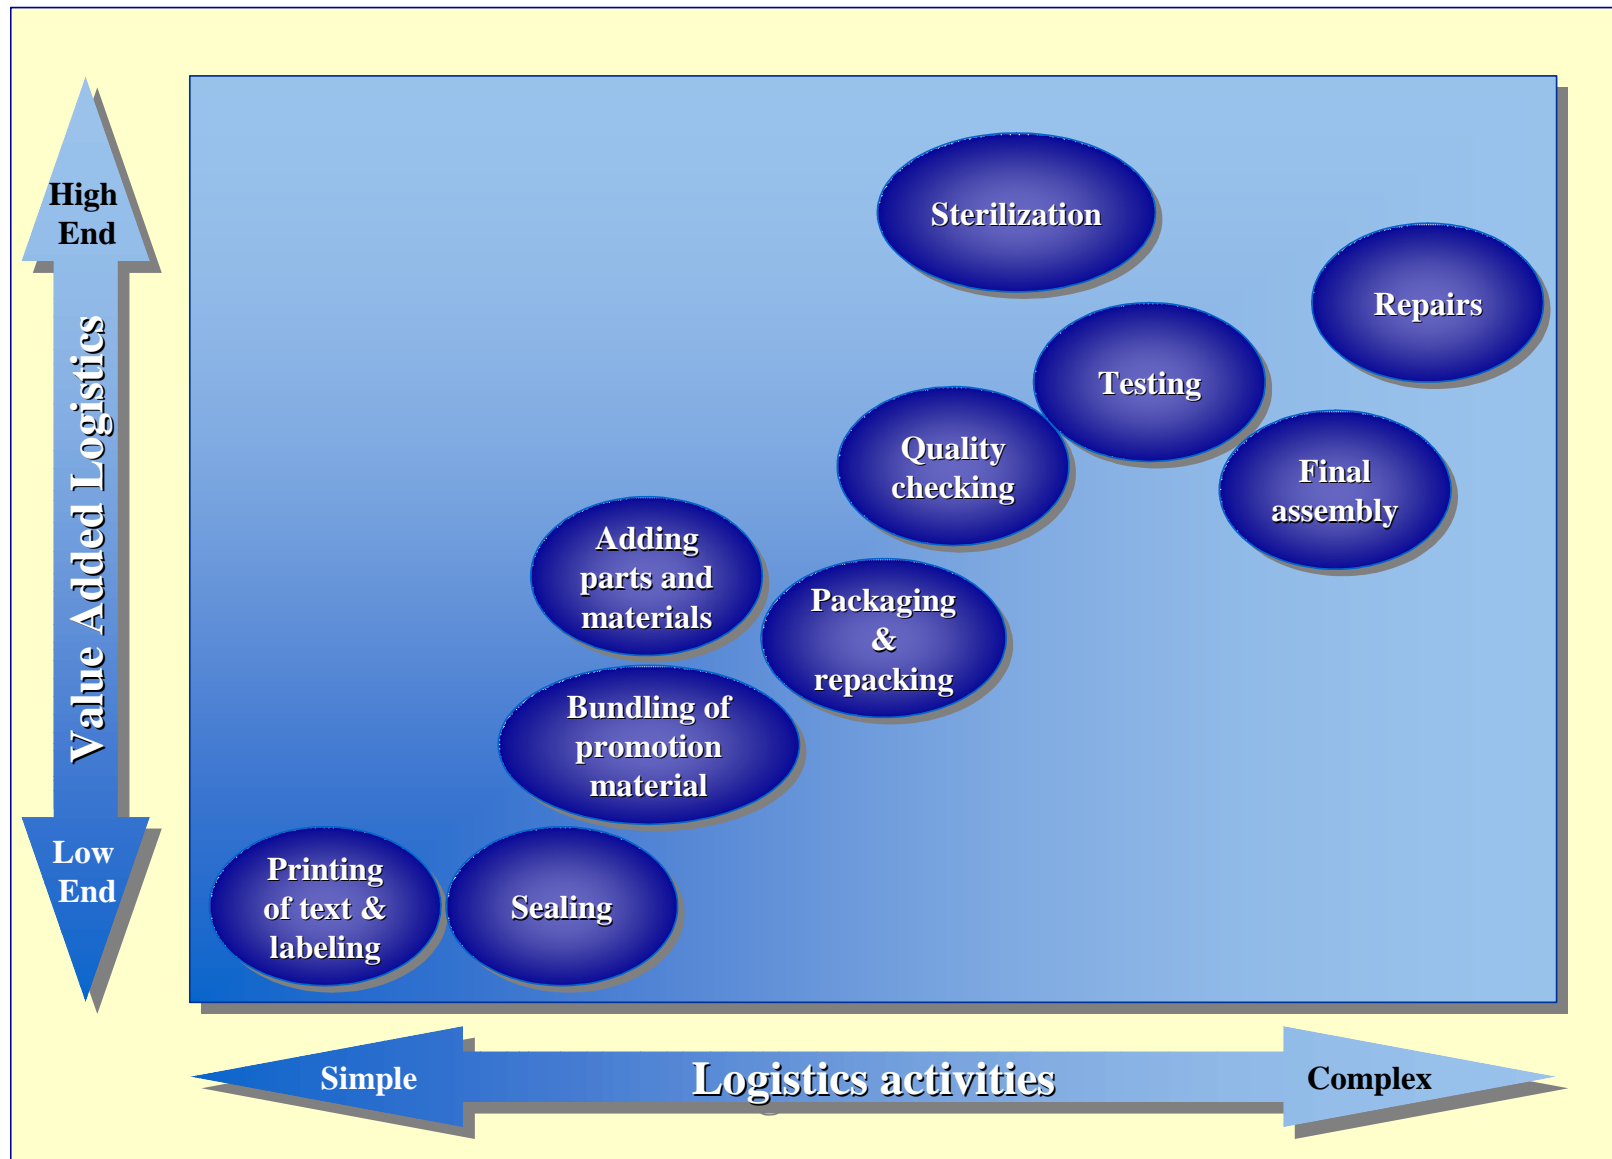 High
End
Value Added Logistics
Low
End
Sterilization
Repairs
Testing
Quality
checking
Final
assembly
Adding
parts and
materials
Packaging
&
repacking
Bundling of
promotion
material
Printing
of text &
labeling
Sealing
Simple
Logistics activities
Complex